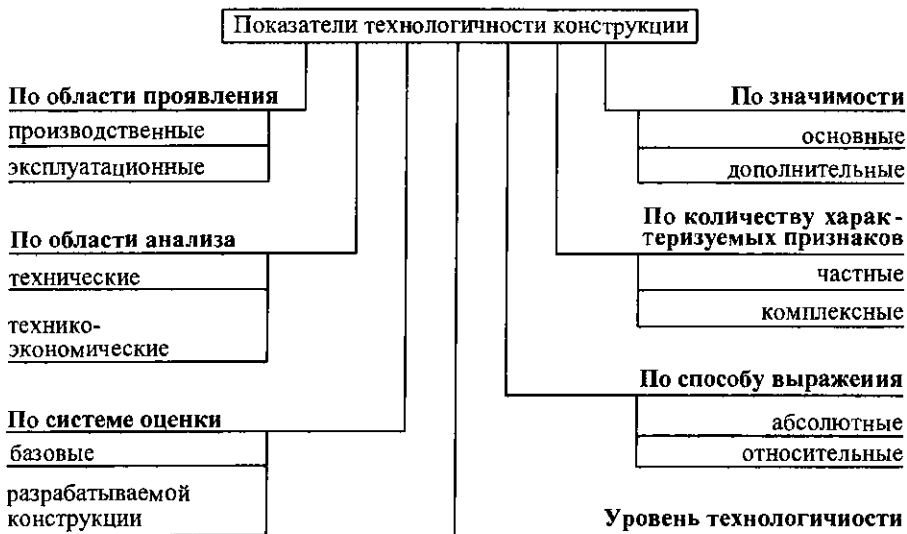 Показатели технологичности конструкции
По области проявления
производственные
эксплуатационные
По области анализа
технические
технико-
экономические
По системе оценки
базовые
разрабатываемой
конструкции
По значимости
основные
дополнительные
По количеству харак-
теризуемых признаков
частные
комплексные
По способу выражения
абсолютные
относительные
Уровень технологичиости